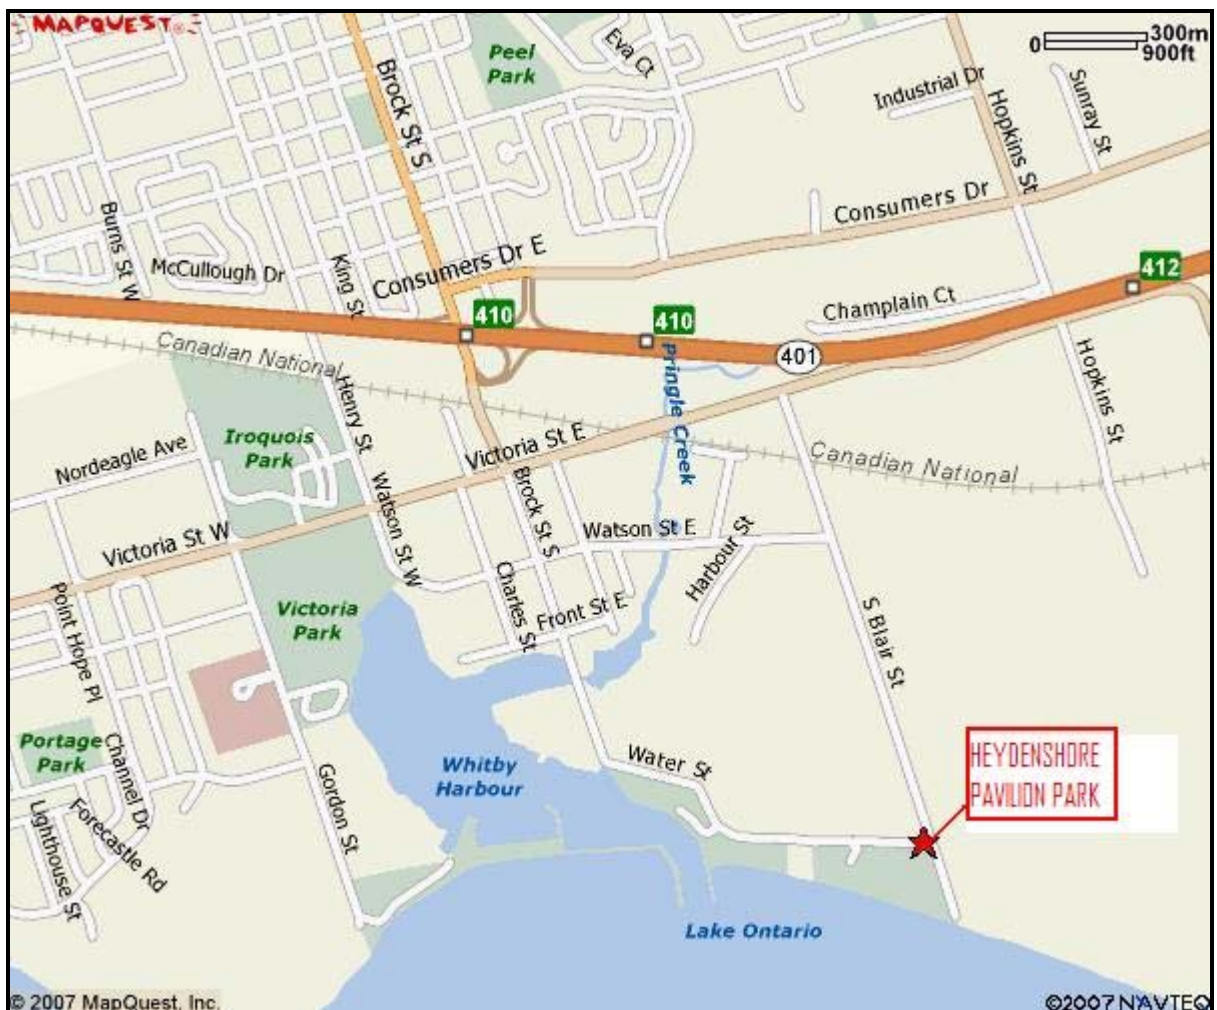 MAPQUEST
0 300m
900ft
Peel
Park
Eva Ct
Brock St S
Industrial Dr
Hopkins St
Sunray St
Consumers Dr
Burns St W
McCullough Dr
King St
Consumers Dr E
412
410
410
Champlain Ct
401
Canadian National
Pringle Creek
Hopkins St
Henry St
Iroquois
Park
Nordeagle Ave
Victoria St E
Canadian National
Watson St W
Brock St S
Victoria St W
Watson St E
Harbour St
Charles St
Front St E
Point Hope Pl
Victoria
Park
S Blair St
Portage
Park
Channel Dr
Whitby
Harbour
Water St
HEYDENSHORE
PAVILION PARK
Gordon St
Forecastle Rd
Lighthouse St
Lake Ontario
© 2007 MapQuest, Inc.
©2007 NAVTEQ